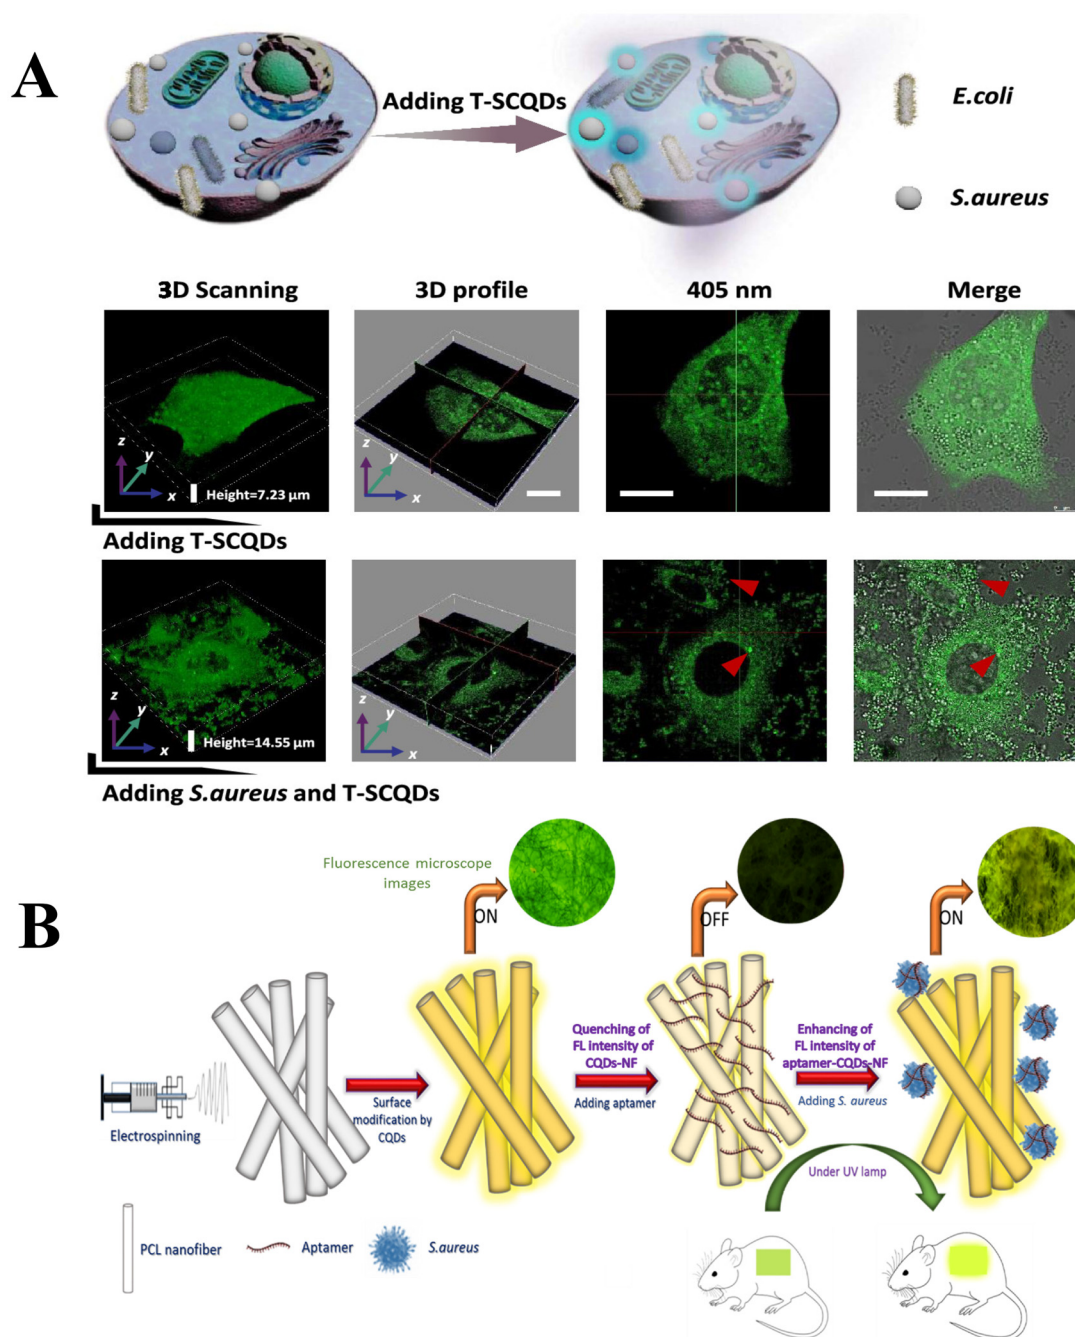 A
Adding T-SCQDs
E.coli
S.aureus
3D Scanning
3D profile
405 nm
Merge
z
y
x
Height=7.23 µm
z
y
x
Adding T-SCQDs
z
y
x
Height=14.55 µm
z
y
x
Adding S.aureus and T-SCQDs
B
Fluorescence microscope
images
ON
OFF
ON
Electrospinning
Surface
modification by
CQDs
Quenching of
FL intensity of
CQDs-NF
Adding aptamer
Enhancing of
FL intensity of
aptamer-CQDs-NF
Adding S. aureus
Under UV lamp
PCL nanofiber
Aptamer
S.aureus